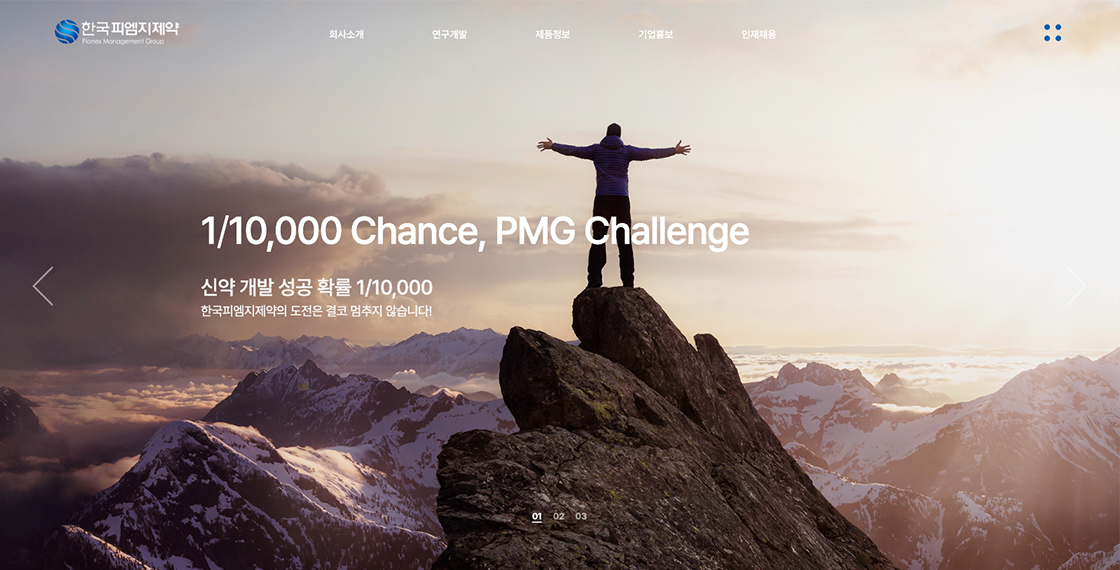 한국피엠지제약
Pionex Management Group
회사소개
연구개발
제품정보
기업홍보
인재채용
1/10,000 Chance, PMG Challenge
신약 개발 성공 확률 1/10,000
한국피엠지제약의 도전은 결코 멈추지 않습니다!
01 02 03